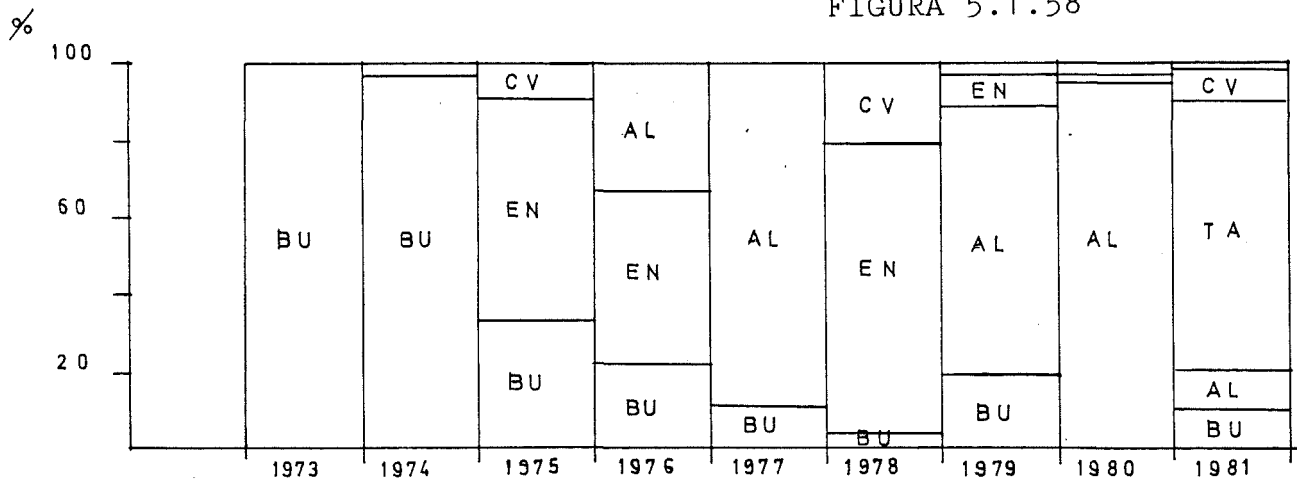 FIGURA 5.1.58
%
100
CV
EN
CV
AL
CV
60
EN
BU
BU
AL
AL
AL
TA
EN
EN
20
BU
BU
BU
BU
BU
AL
BU
1973 1974 1975 1976 1977 1978 1979 1980 1981